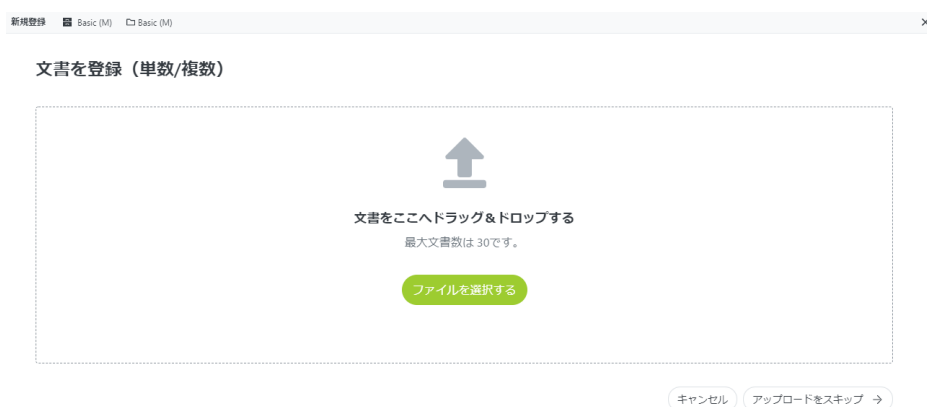 新規登録 Basic (M) Basic (M)
文書を登録（単数/複数）
文書をここへドラッグ＆ドロップする
最大文書数は 30です。
ファイルを選択する
キャンセル アップロードをスキップ →